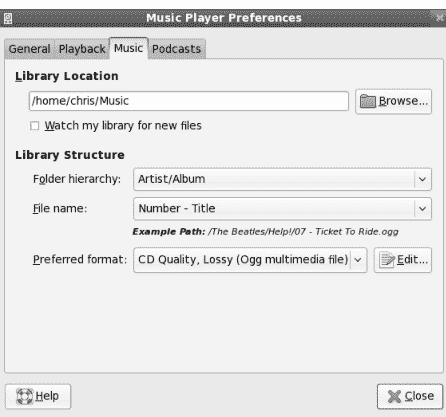 Music Player Preferences
General Playback Music Podcasts
Library Location
/home/chris/Music Browse...
Watch my library for new files
Library Structure
Folder hierarchy: Artist/Album
File name: Number - Title
Example Path: /The Beatles/Help!/07 - Ticket To Ride.ogg
Preferred format: CD Quality, Lossy (Ogg multimedia file) Edit...
Help Close